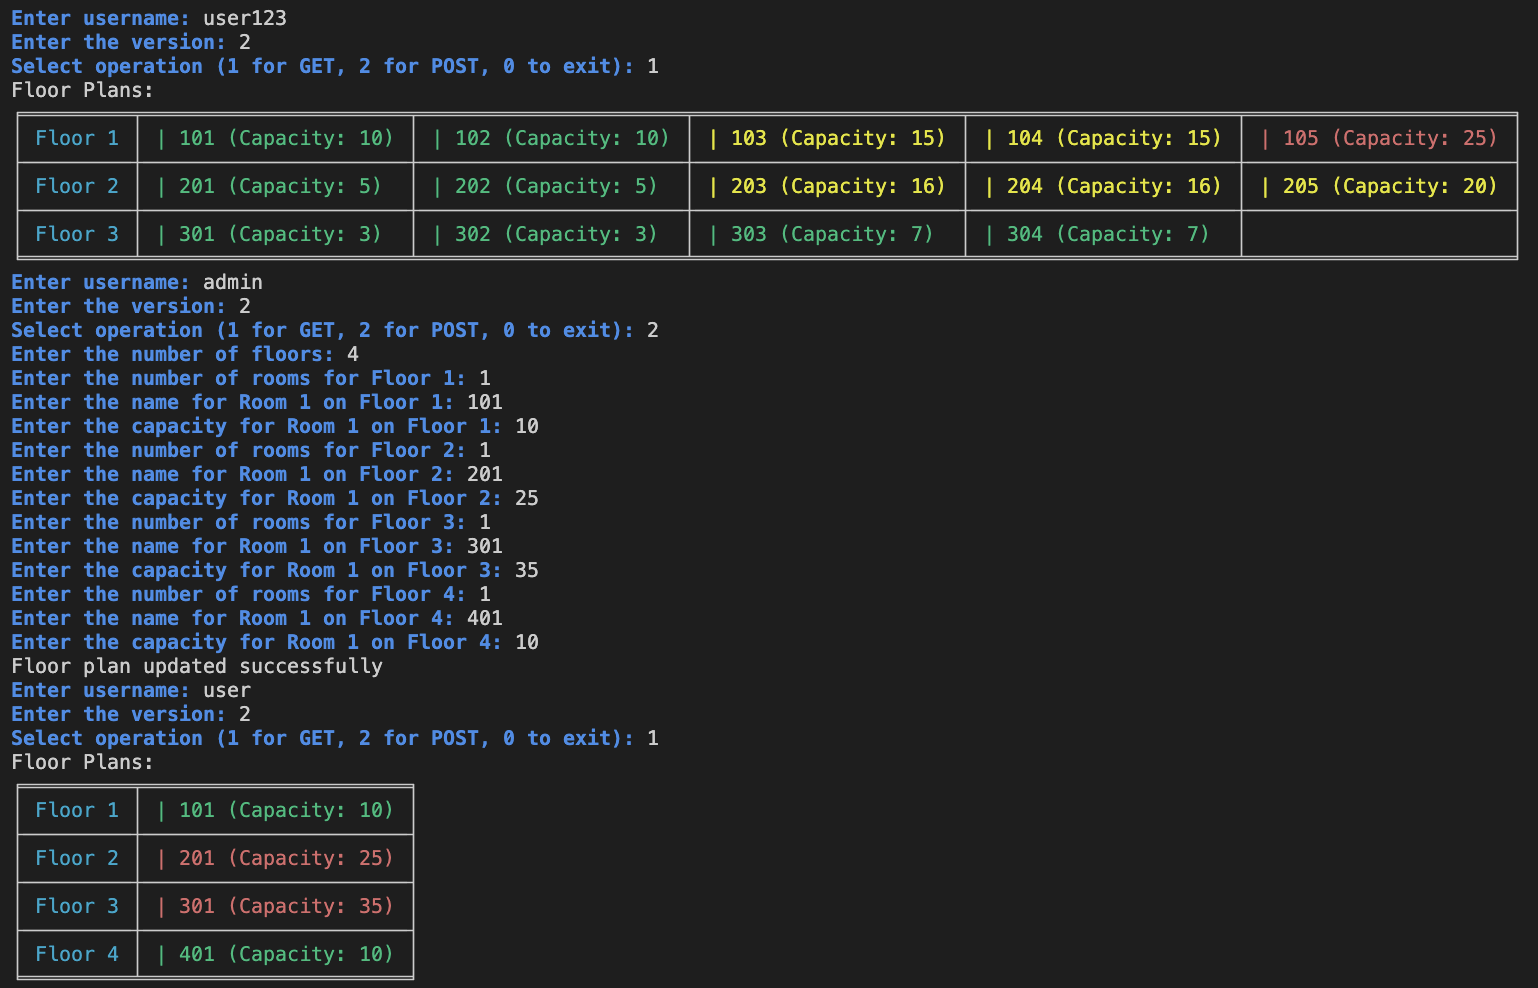 Enter username: user123
Enter the version: 2
Select operation (1 for GET, 2 for POST, 0 to exit): 1
Floor Plans:
Floor 1 | 101 (Capacity: 10) | 102 (Capacity: 10) | 103 (Capacity: 15) | 104 (Capacity: 15) | 105 (Capacity: 25)
Floor 2 | 201 (Capacity: 5) | 202 (Capacity: 5) | 203 (Capacity: 16) | 204 (Capacity: 16) | 205 (Capacity: 20)
Floor 3 | 301 (Capacity: 3) | 302 (Capacity: 3) | 303 (Capacity: 7) | 304 (Capacity: 7)
Enter username: admin
Enter the version: 2
Select operation (1 for GET, 2 for POST, 0 to exit): 2
Enter the number of floors: 4
Enter the number of rooms for Floor 1: 1
Enter the name for Room 1 on Floor 1: 101
Enter the capacity for Room 1 on Floor 1: 10
Enter the number of rooms for Floor 2: 1
Enter the name for Room 1 on Floor 2: 201
Enter the capacity for Room 1 on Floor 2: 25
Enter the number of rooms for Floor 3: 1
Enter the name for Room 1 on Floor 3: 301
Enter the capacity for Room 1 on Floor 3: 35
Enter the number of rooms for Floor 4: 1
Enter the name for Room 1 on Floor 4: 401
Enter the capacity for Room 1 on Floor 4: 10
Floor plan updated successfully
Enter username: user
Enter the version: 2
Select operation (1 for GET, 2 for POST, 0 to exit): 1
Floor Plans:
Floor 1 | 101 (Capacity: 10)
Floor 2 | 201 (Capacity: 25)
Floor 3 | 301 (Capacity: 35)
Floor 4 | 401 (Capacity: 10)